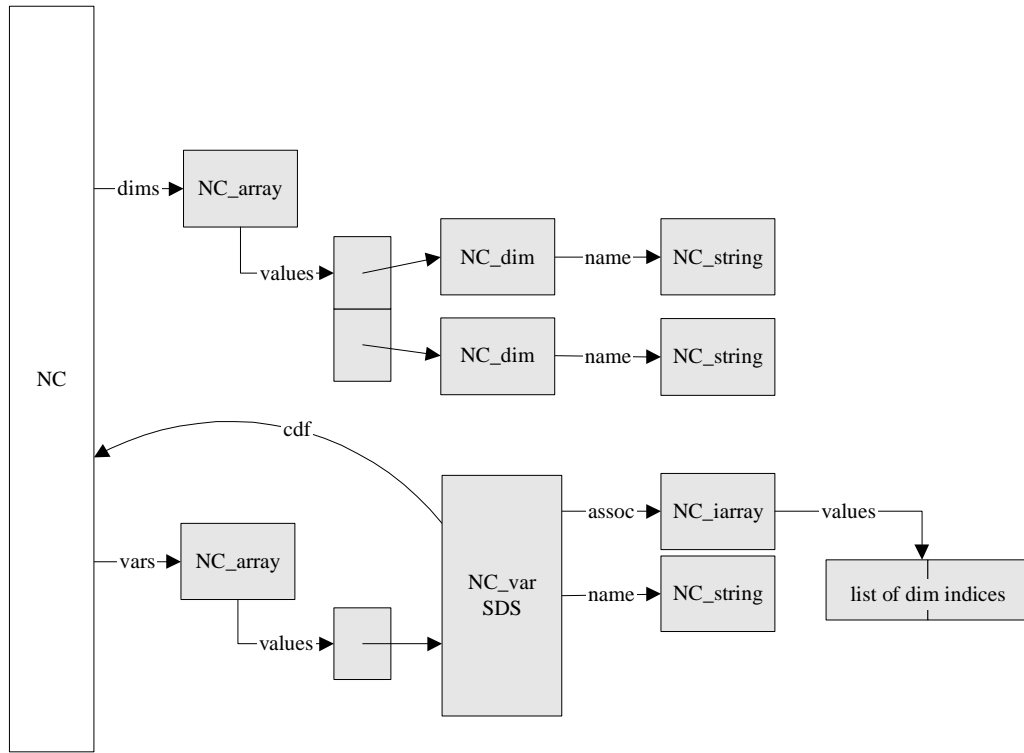 dims
NC_array
values
NC_dim
name
NC_string
NC_dim
name
NC_string
NC
cdf
vars
NC_array
values
NC_var
SDS
assoc
NC_iarray
values
name
NC_string
list of dim indices